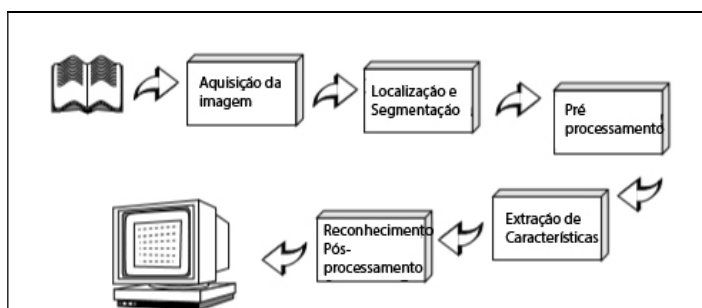 Aquisição da
imagem
Localização e
Segmentação
Pré
processamento
Extração de
Características
Reconhecimento
Pós-
processamento